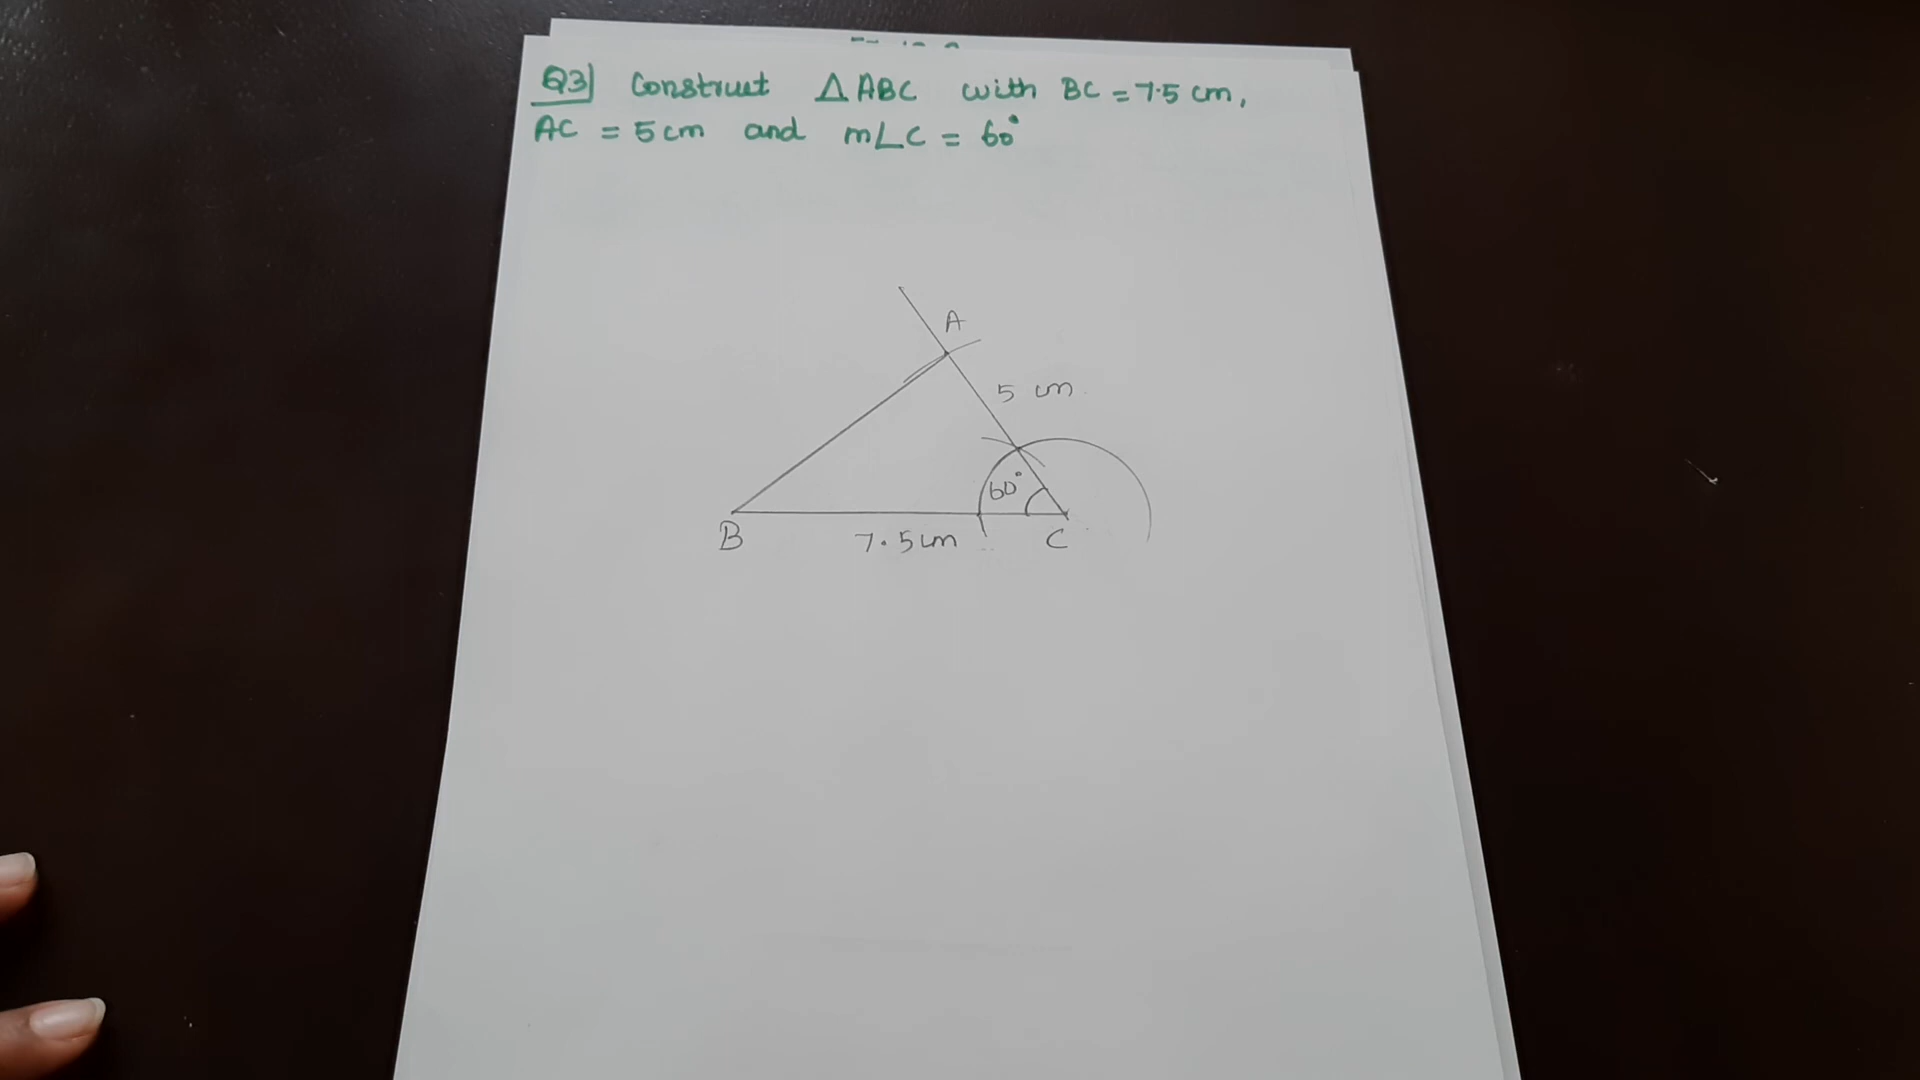 Q3] Construct △ABC with BC = 7.5 cm,
AC = 5 cm and m∠C = 60°
A
5 cm
60°
B
7.5 cm
C